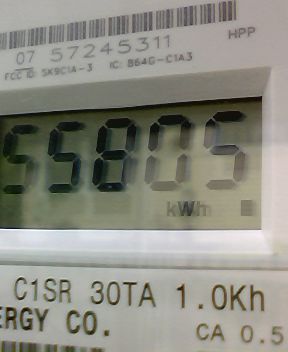 HPP
07 57245311
FCC ID: SK9C1A-3 IC: 864G-C1A3
55805
kWh
C1SR 30TA 1.0Kh
ERGY CO.
CA 0.5